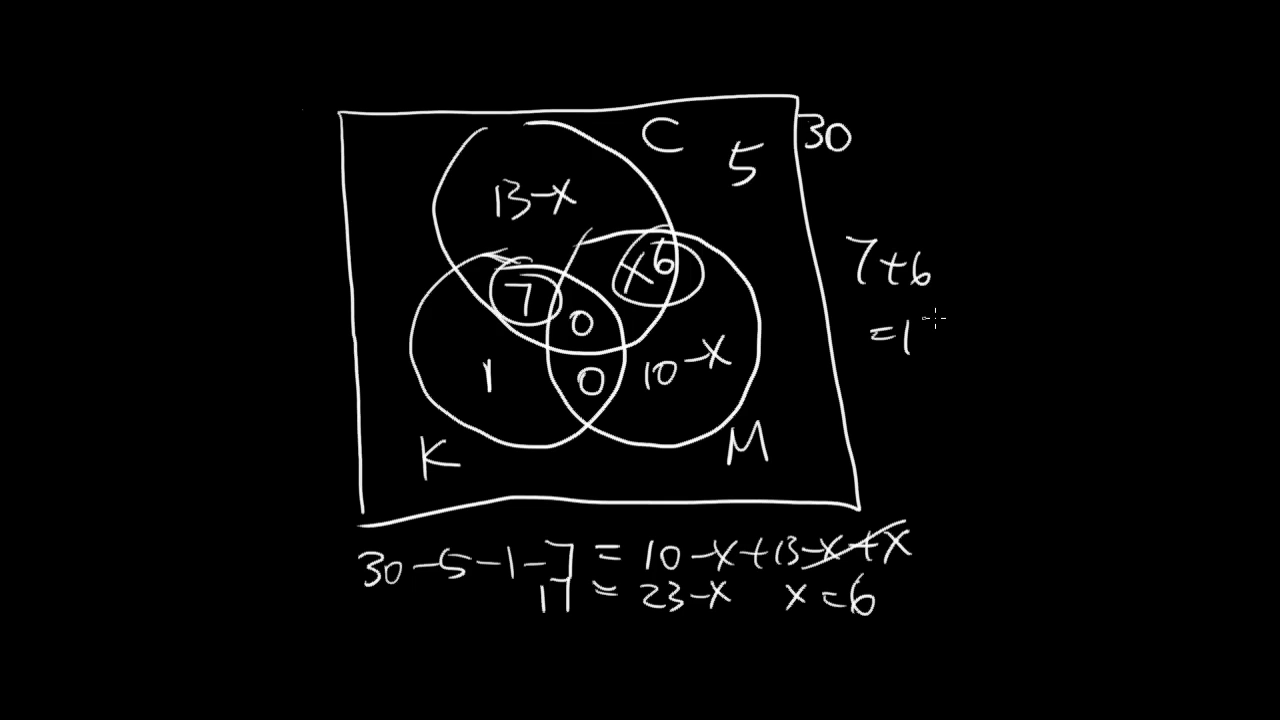 C
5
30
13-x
x 6
7
0
7+6
=1
1
0
10-x
K
M
30-5-1-7 = 10-x+13-x+x
17 = 23-x x=6